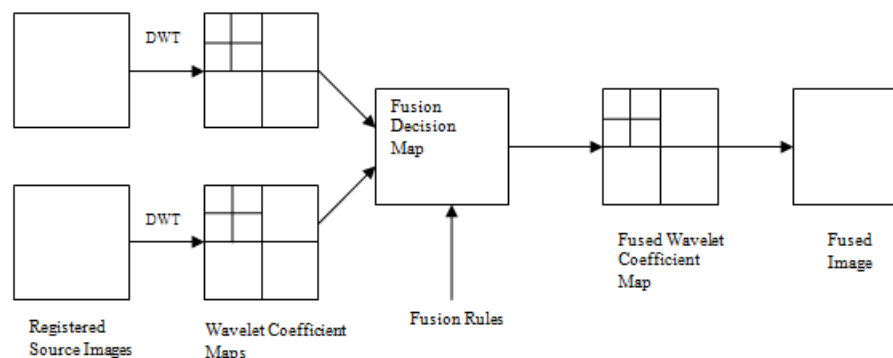 DWT
Fusion
Decision
Map
DWT
Fused Wavelet
Coefficient
Map
Fused
Image
Fusion Rules
Registered
Source Images
Wavelet Coefficient
Maps